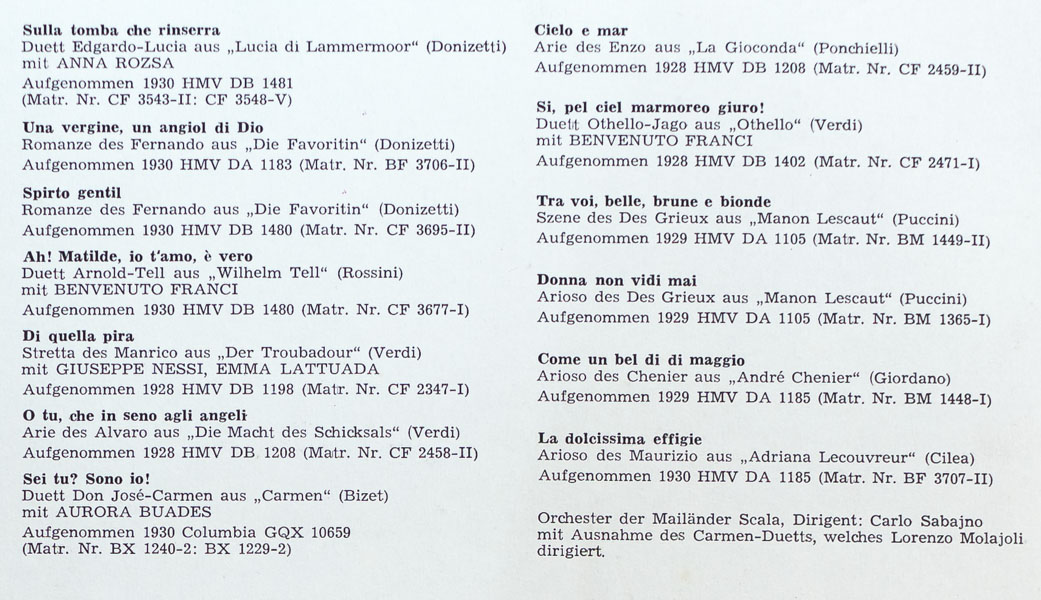 Sulla tomba che rinserra
Duett Edgardo-Lucia aus „Lucia di Lammermoor“ (Donizetti)
mit ANNA ROZSA
Aufgenommen 1930 HMV DB 1481
(Matr. Nr. CF 3543-II: CF 3548-V)
Una vergine, un angiol di Dio
Romanze des Fernando aus „Die Favoritin“ (Donizetti)
Aufgenommen 1930 HMV DA 1183 (Matr. Nr. BF 3706-II)
Spirto gentil
Romanze des Fernando aus „Die Favoritin“ (Donizetti)
Aufgenommen 1930 HMV DB 1480 (Matr. Nr. CF 3695-II)
Ah! Matilde, io t'amo, è vero
Duett Arnold-Tell aus „Wilhelm Tell“ (Rossini)
mit BENVENUTO FRANCI
Aufgenommen 1930 HMV DB 1480 (Matr. Nr. CF 3677-I)
Di quella pira
Stretta des Manrico aus „Der Troubadour“ (Verdi)
mit GIUSEPPE NESSI, EMMA LATTUADA
Aufgenommen 1928 HMV DB 1198 (Matr. Nr. CF 2347-I)
O tu, che in seno agli angeli
Arie des Alvaro aus „Die Macht des Schicksals“ (Verdi)
Aufgenommen 1928 HMV DB 1208 (Matr. Nr. CF 2458-II)
Sei tu? Sono io!
Duett Don José-Carmen aus „Carmen“ (Bizet)
mit AURORA BUADES
Aufgenommen 1930 Columbia GQX 10659
(Matr. Nr. BX 1240-2: BX 1229-2)
Cielo e mar
Arie des Enzo aus „La Gioconda“ (Ponchielli)
Aufgenommen 1928 HMV DB 1208 (Matr. Nr. CF 2459-II)
Si, pel ciel marmoreo giuro!
Duett Othello-Jago aus „Othello“ (Verdi)
mit BENVENUTO FRANCI
Aufgenommen 1928 HMV DB 1402 (Matr. Nr. CF 2471-I)
Tra voi, belle, brune e bionde
Szene des Des Grieux aus „Manon Lescaut“ (Puccini)
Aufgenommen 1929 HMV DA 1105 (Matr. Nr. BM 1449-II)
Donna non vidi mai
Arioso des Des Grieux aus „Manon Lescaut“ (Puccini)
Aufgenommen 1929 HMV DA 1105 (Matr. Nr. BM 1365-I)
Come un bel di di maggio
Arioso des Chenier aus „André Chenier“ (Giordano)
Aufgenommen 1929 HMV DA 1185 (Matr. Nr. BM 1448-I)
La dolcissima effigie
Arioso des Maurizio aus „Adriana Lecouvreur“ (Cilea)
Aufgenommen 1930 HMV DA 1185 (Matr. Nr. BF 3707-II)
Orchester der Mailänder Scala, Dirigent: Carlo Sabajno
mit Ausnahme des Carmen-Duetts, welches Lorenzo Molajoli
dirigiert.